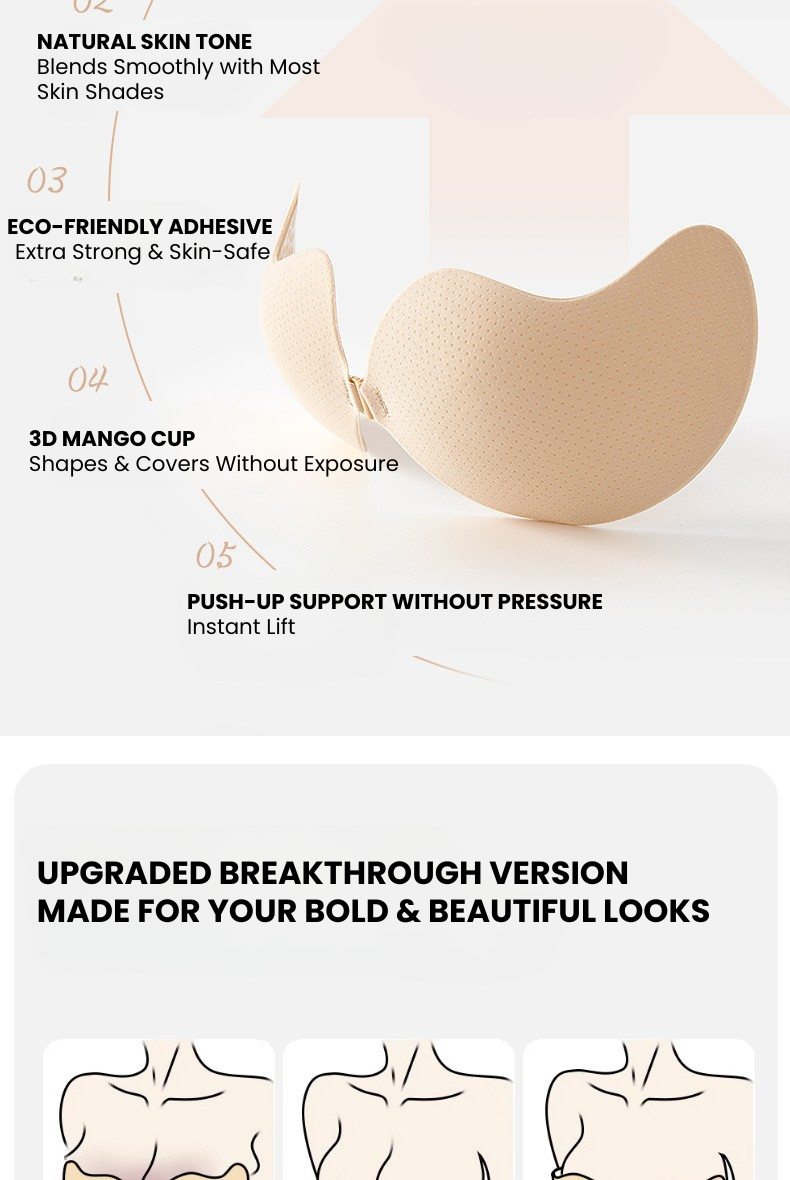 02
NATURAL SKIN TONE
Blends Smoothly with Most
Skin Shades
03
ECO-FRIENDLY ADHESIVE
Extra Strong & Skin-Safe
04
3D MANGO CUP
Shapes & Covers Without Exposure
05
PUSH-UP SUPPORT WITHOUT PRESSURE
Instant Lift
UPGRADED BREAKTHROUGH VERSION
MADE FOR YOUR BOLD & BEAUTIFUL LOOKS